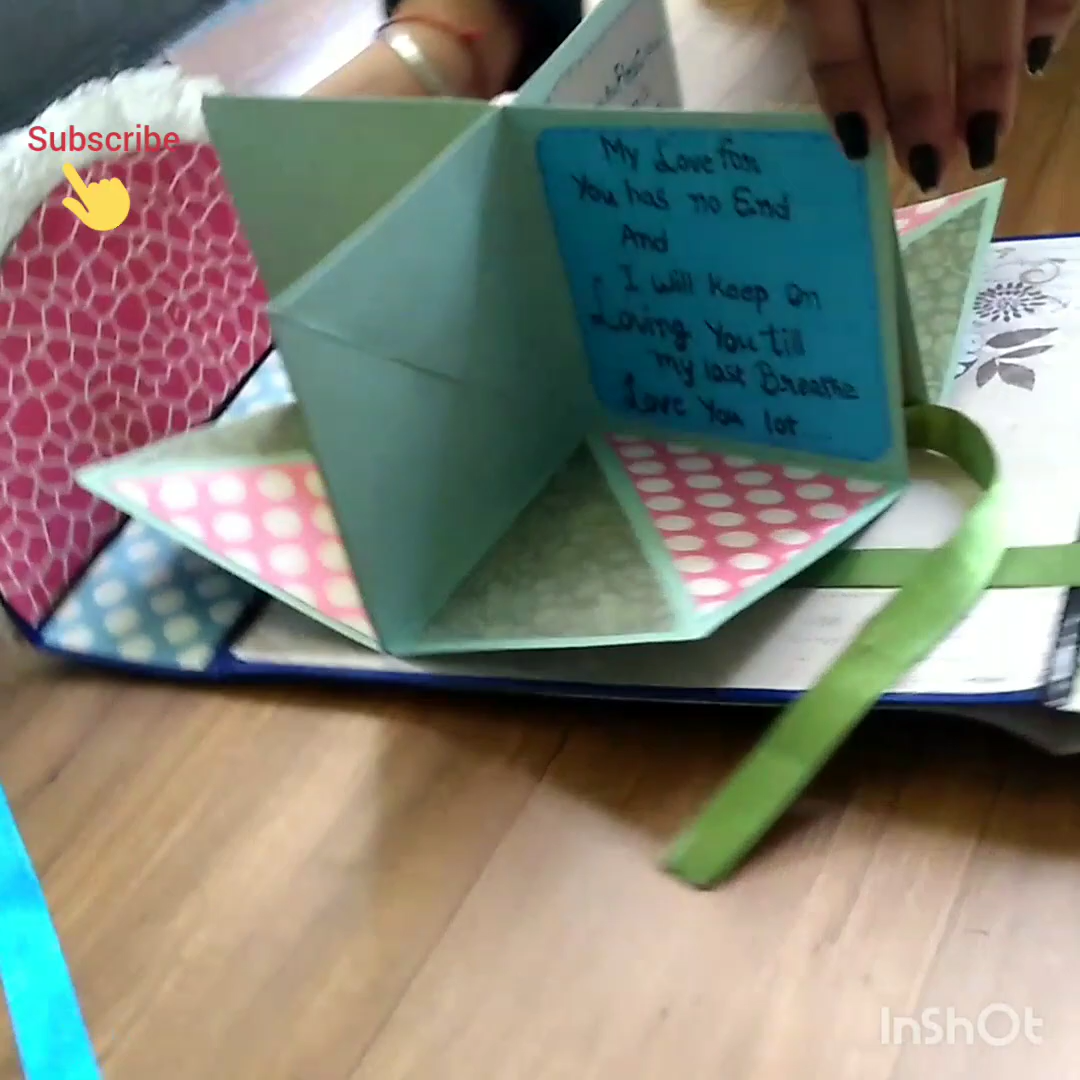 Subscribe
My Love for
You has no End
And
I will Keep on
Loving You till
my last Breathe
Love You lot....
InShOt